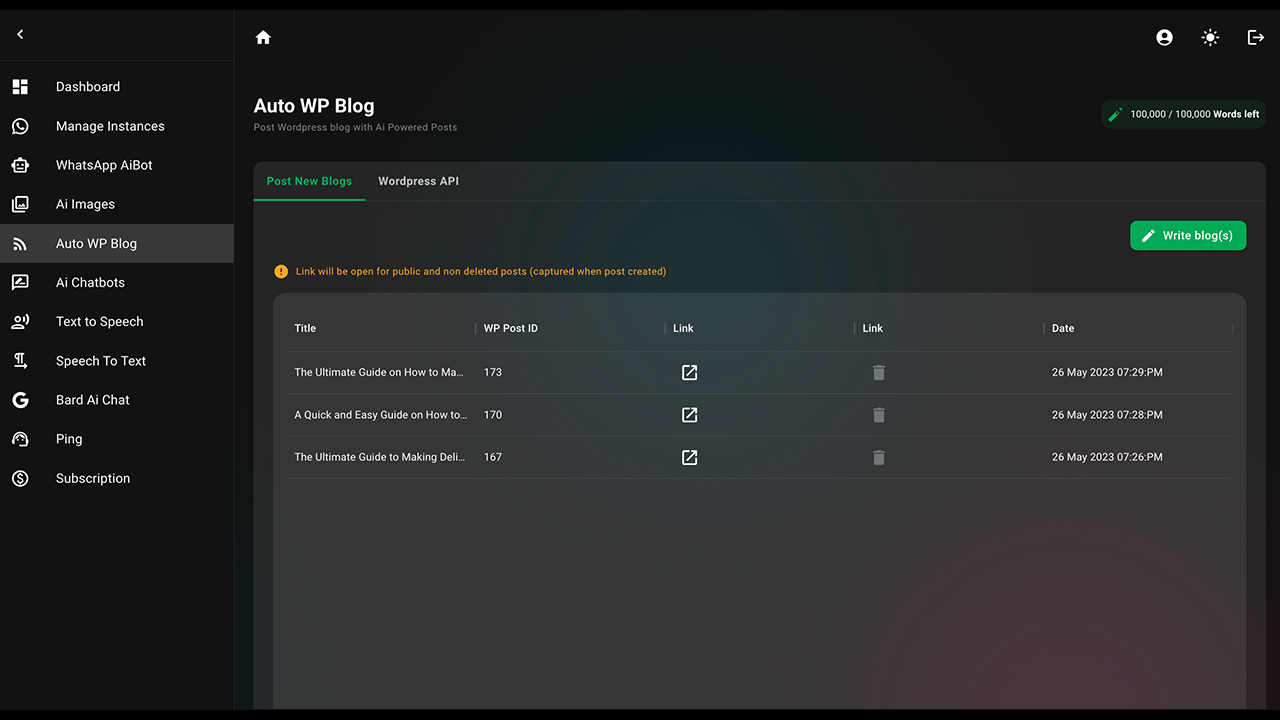 Dashboard
Manage Instances
WhatsApp AiBot
Ai Images
Auto WP Blog
Ai Chatbots
Text to Speech
Speech To Text
Bard Ai Chat
Ping
Subscription
Auto WP Blog
Post Wordpress blog with Ai Powered Posts
100,000 / 100,000 Words left
Post New Blogs Wordpress API
Write blog(s)
Link will be open for public and non deleted posts (captured when post created)
Title WP Post ID Link Link Date
The Ultimate Guide on How to Ma... 173 26 May 2023 07:29:PM
A Quick and Easy Guide on How to... 170 26 May 2023 07:28:PM
The Ultimate Guide to Making Deli... 167 26 May 2023 07:26:PM